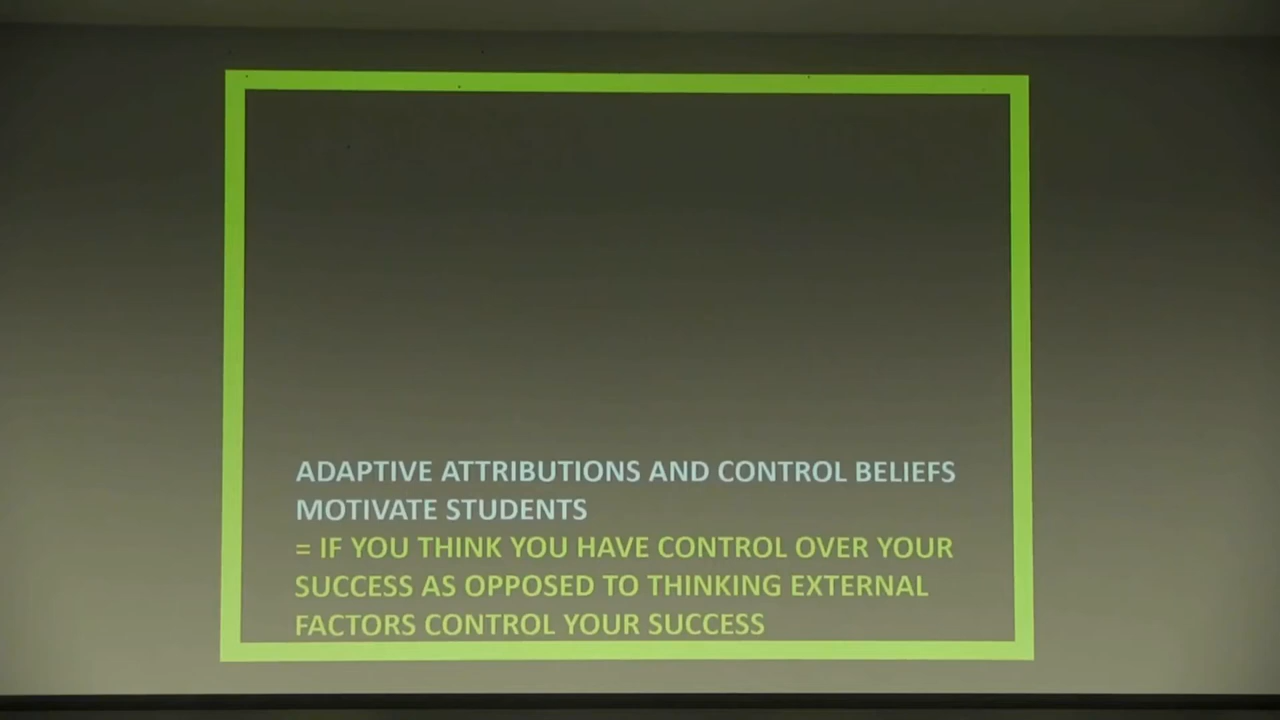 ADAPTIVE ATTRIBUTIONS AND CONTROL BELIEFS
MOTIVATE STUDENTS
= IF YOU THINK YOU HAVE CONTROL OVER YOUR
SUCCESS AS OPPOSED TO THINKING EXTERNAL
FACTORS CONTROL YOUR SUCCESS